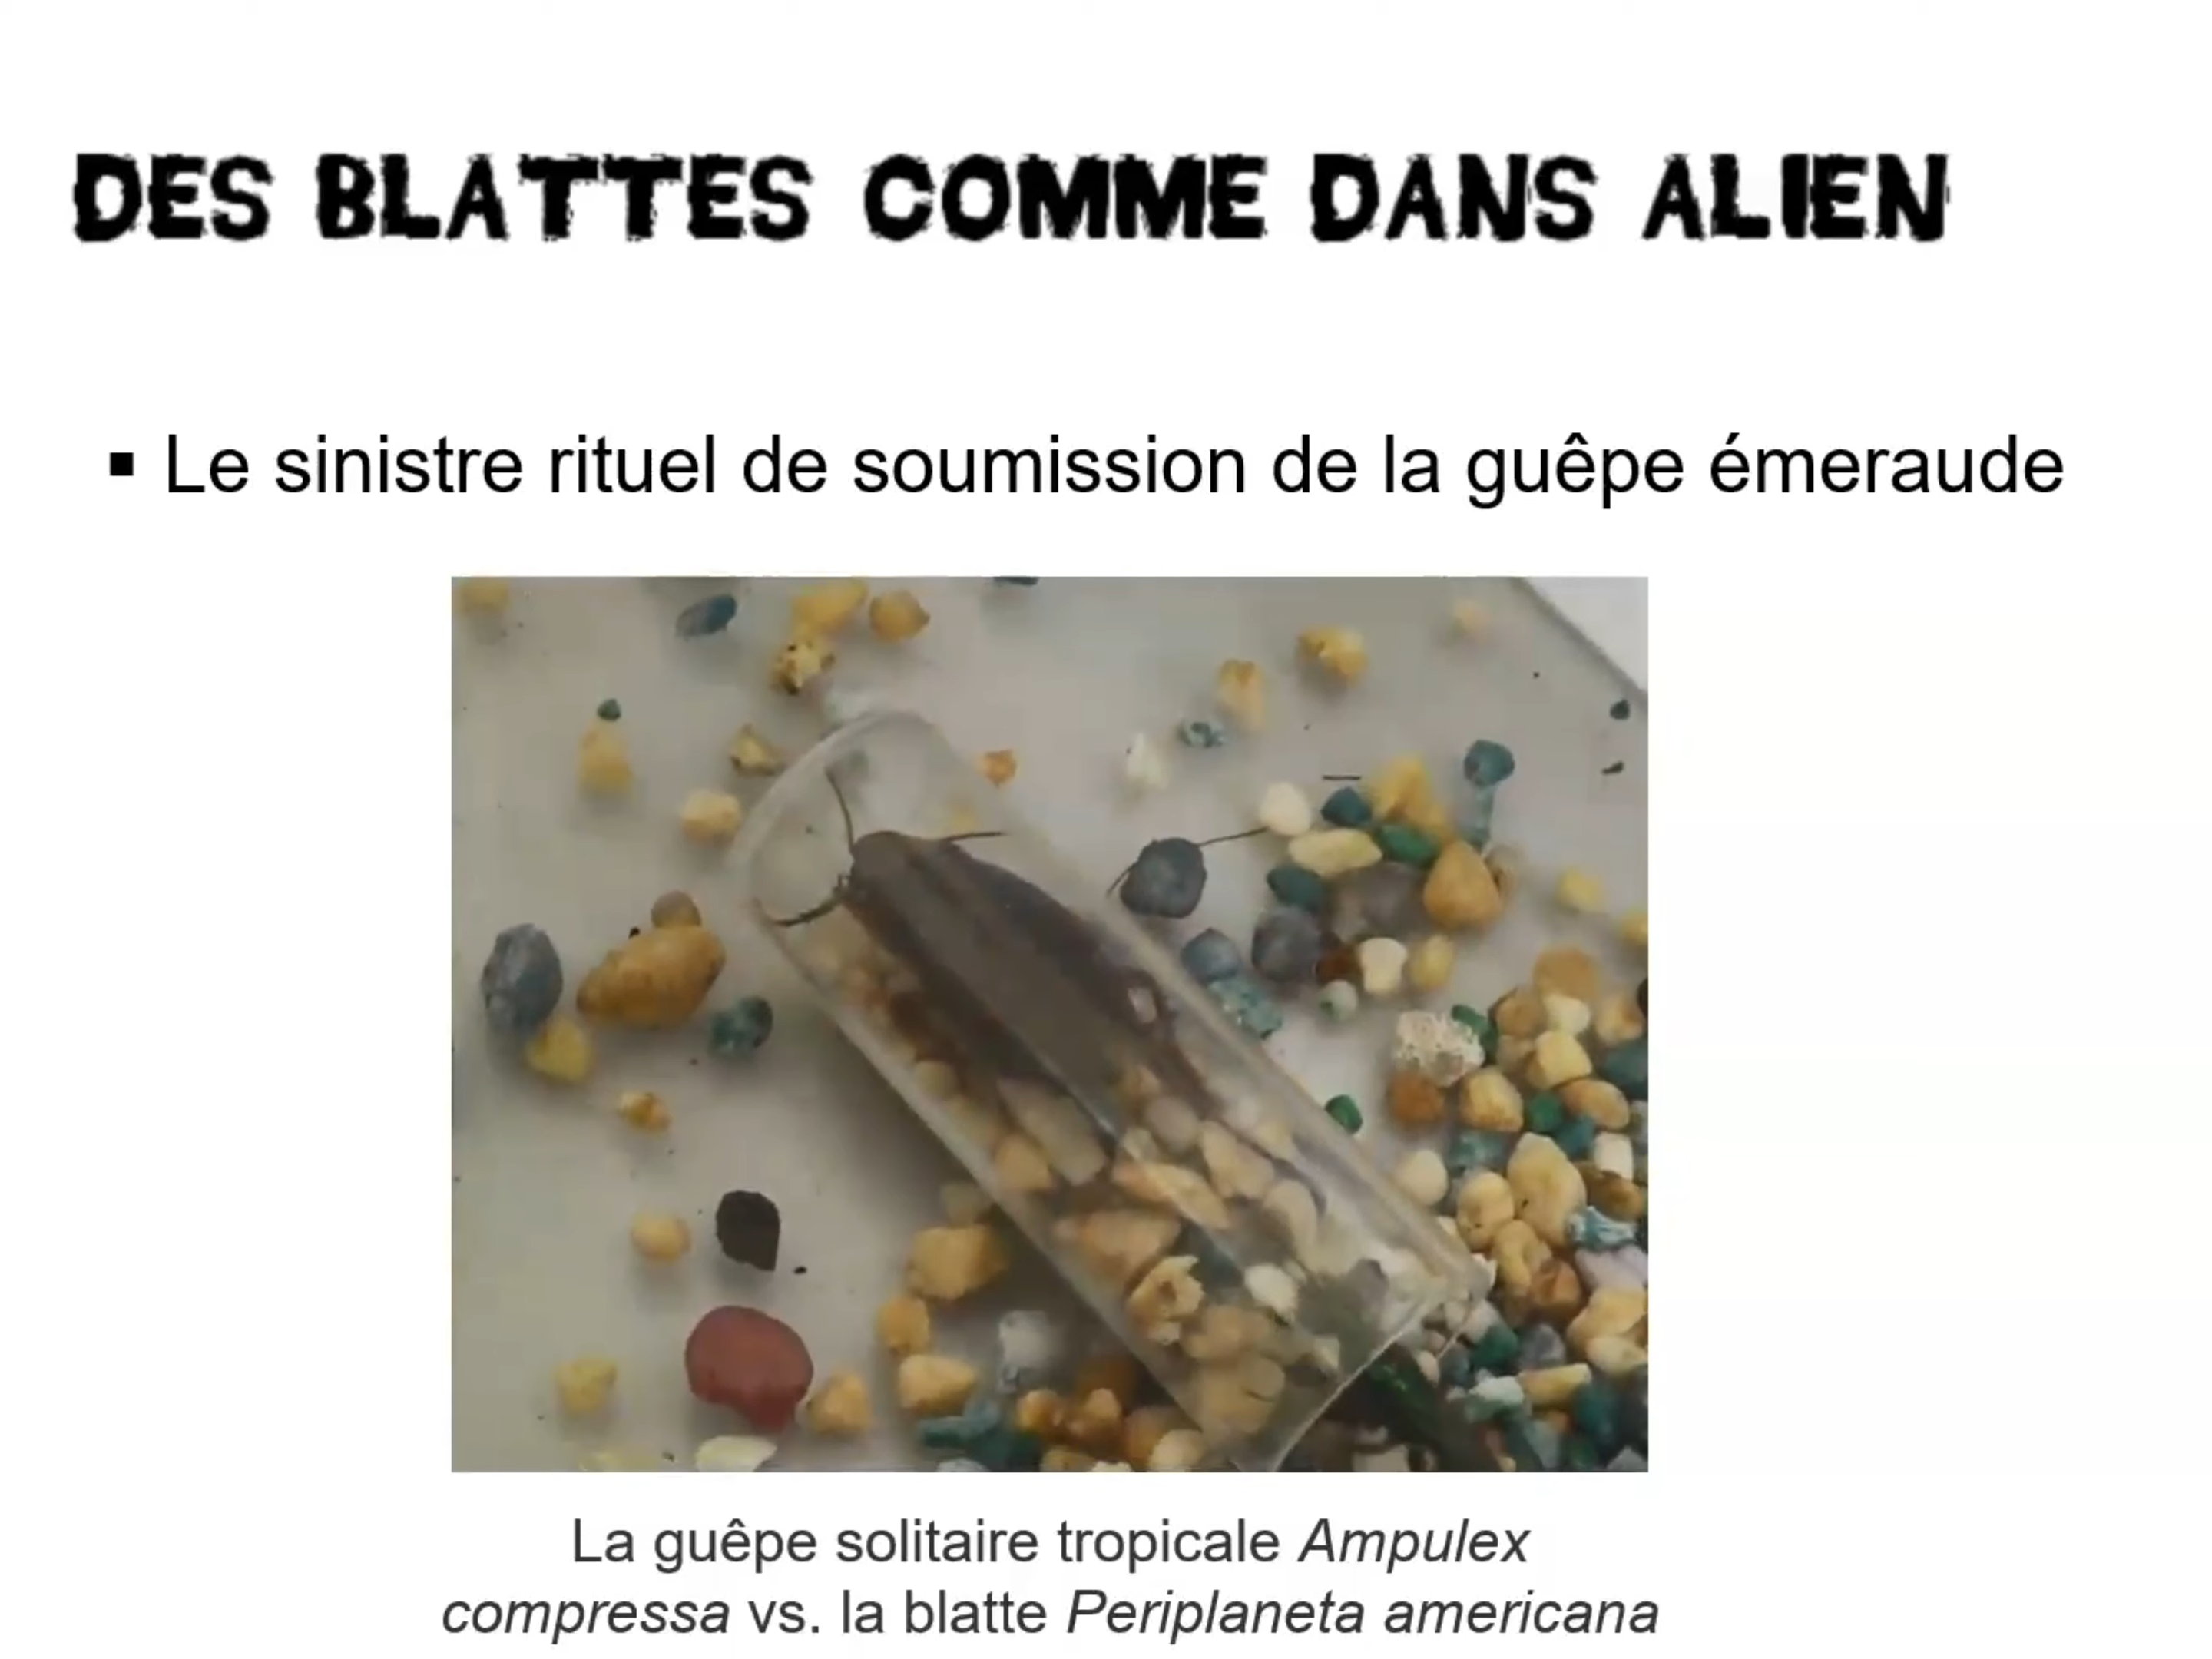 DES BLATTES COMME DANS ALIEN
▪ Le sinistre rituel de soumission de la guêpe émeraude
La guêpe solitaire tropicale Ampulex
compressa vs. la blatte Periplaneta americana